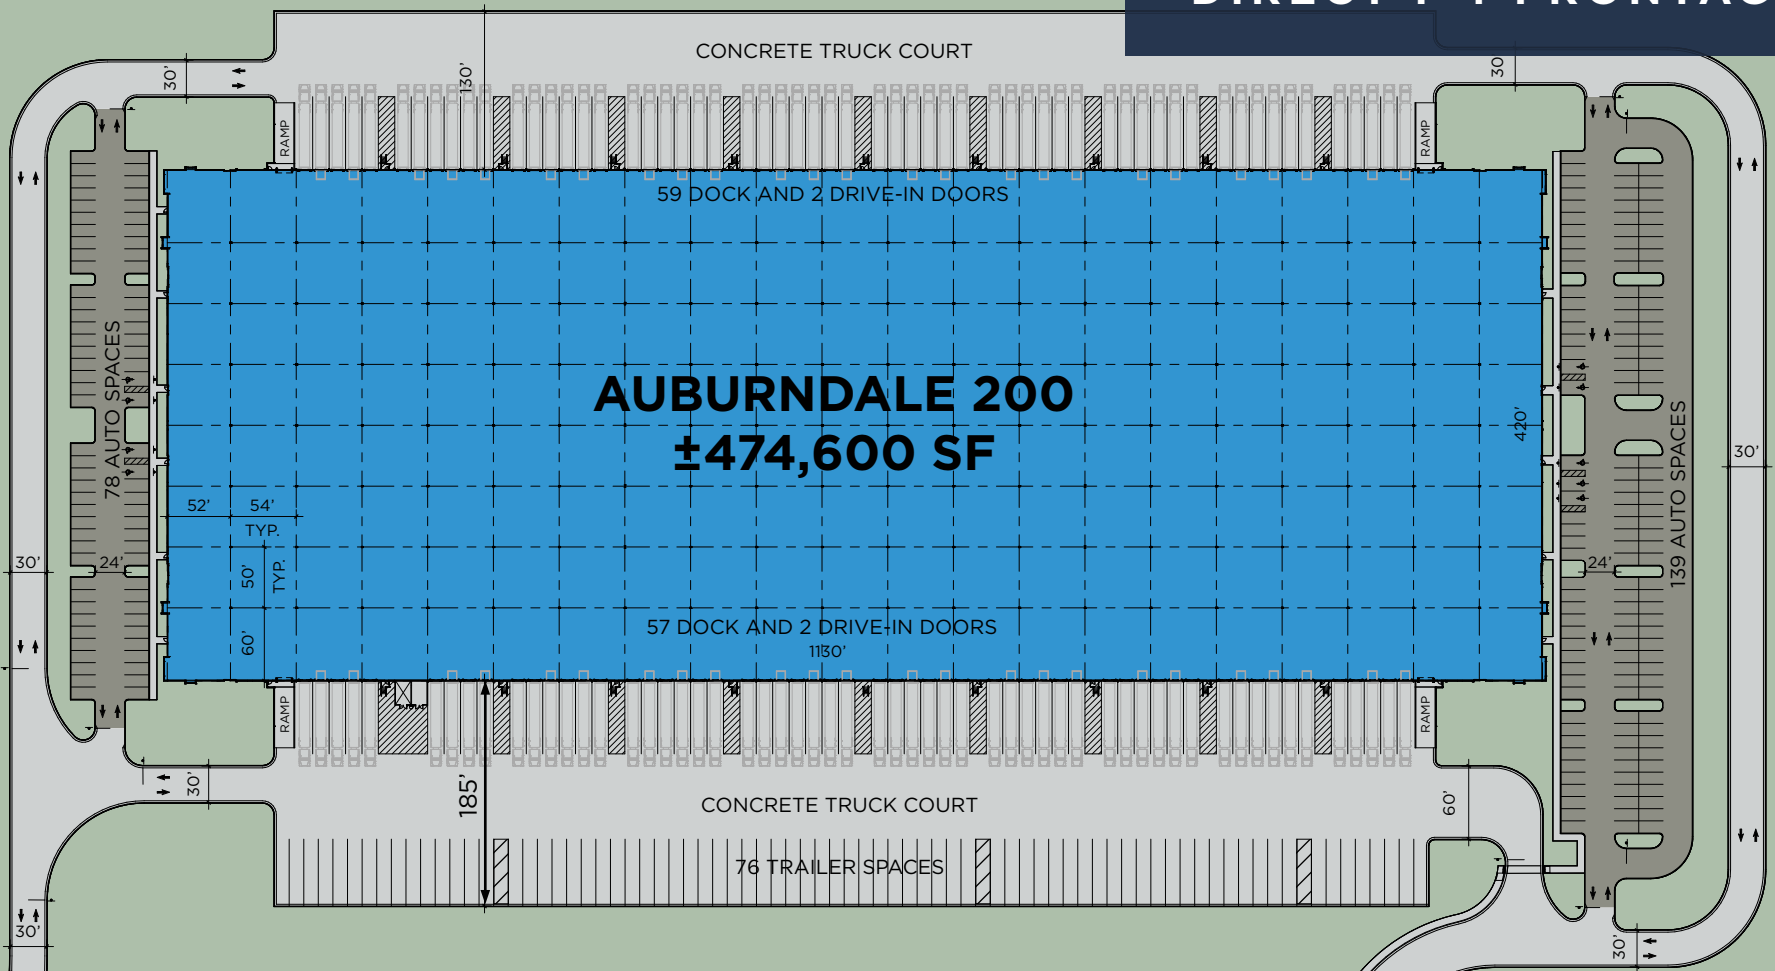 CONCRETE TRUCK COURT
30'
130'
30'
RAMP
RAMP
59 DOCK AND 2 DRIVE-IN DOORS
AUBURNDALE 200
±474,600 SF
78 AUTO SPACES
420'
139 AUTO SPACES
30'
52'
54'
TYP.
30'
24'
50'
TYP.
24'
60'
57 DOCK AND 2 DRIVE-IN DOORS
1130'
RAMP
RAMP
30'
185'
CONCRETE TRUCK COURT
60'
76 TRAILER SPACES
30'
30'